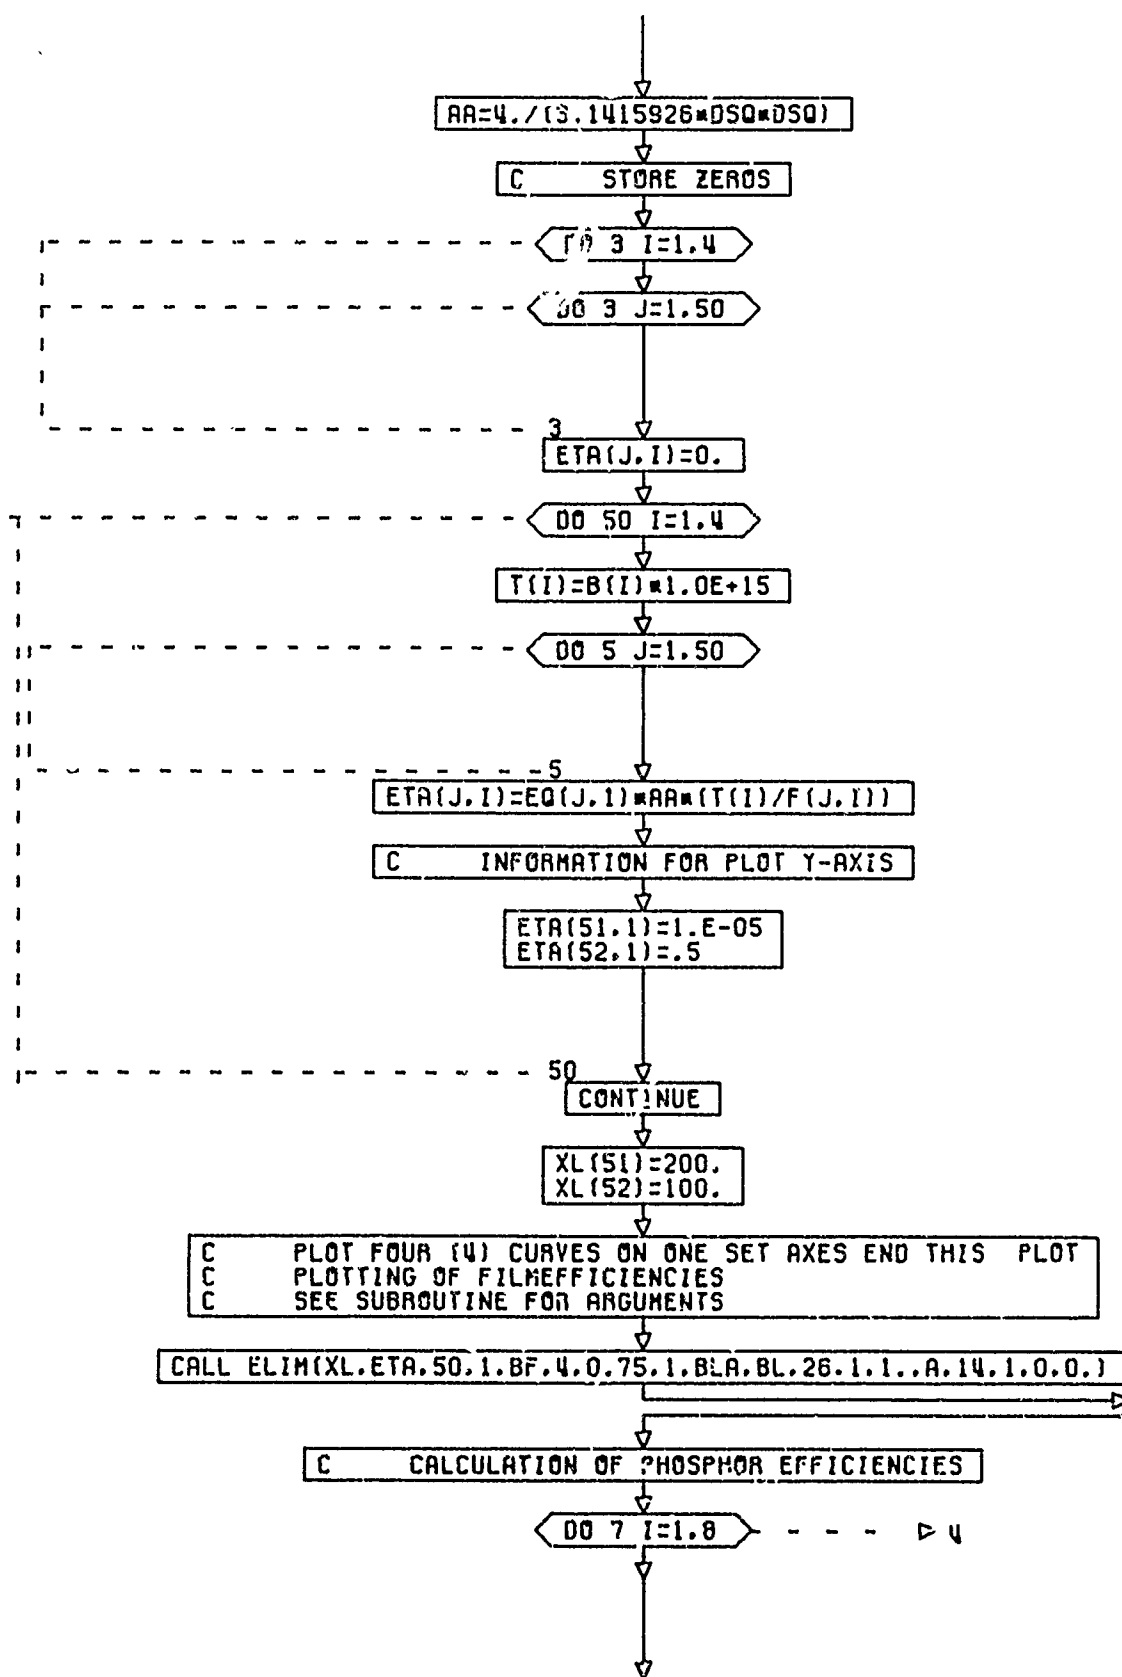 AA=4./(3.1415926*DSQ*DSQ)
C STORE ZEROS
DO 3 I=1,4
DO 3 J=1,50
3
ETA(J,I)=0.
DO 50 I=1,4
T(I)=B(I)*1.0E+15
DO 5 J=1,50
5
ETA(J,I)=EQ(J,1)*AA*(T(I)/F(J,I))
C INFORMATION FOR PLOT Y-AXIS
ETA(51,1)=1.E-05
ETA(52,1)=.5
50
CONTINUE
XL(51)=200.
XL(52)=100.
C PLOT FOUR (4) CURVES ON ONE SET AXES END THIS PLOT
C PLOTTING OF FILMEFFICIENCIES
C SEE SUBROUTINE FOR ARGUMENTS
CALL ELIM(XL,ETA,50,1,BF,4,0,75,1,BLA,BL,26,1,1.,A,14,1,0,0.)
C CALCULATION OF PHOSPHOR EFFICIENCIES
DO 7 I=1,8
4